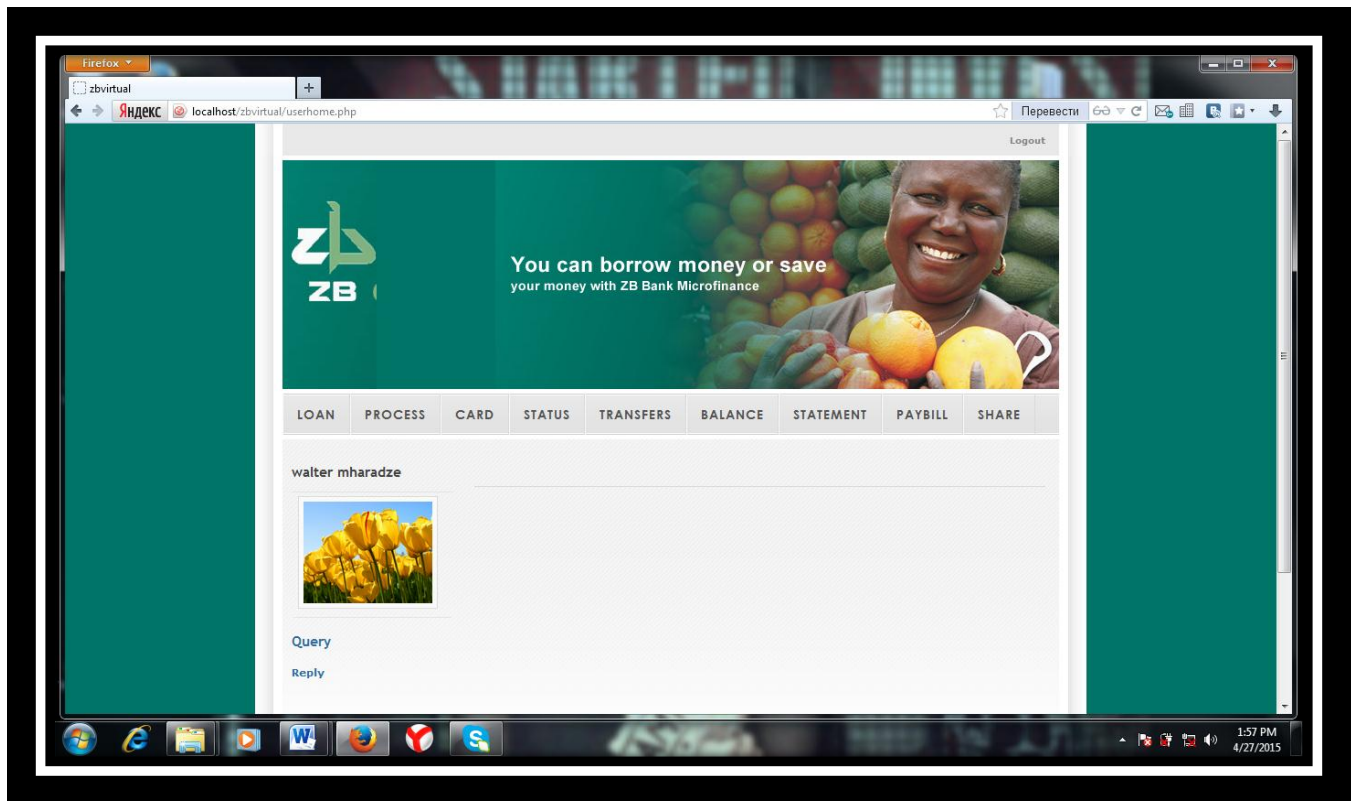 Firefox
zbvirtual
+
Яндекс localhost/zbvirtual/userhome.php Перевести
Logout
zb
ZB
You can borrow money or save
your money with ZB Bank Microfinance
LOAN PROCESS CARD STATUS TRANSFERS BALANCE STATEMENT PAYBILL SHARE
walter mharadze
Query
Reply
1:57 PM
4/27/2015